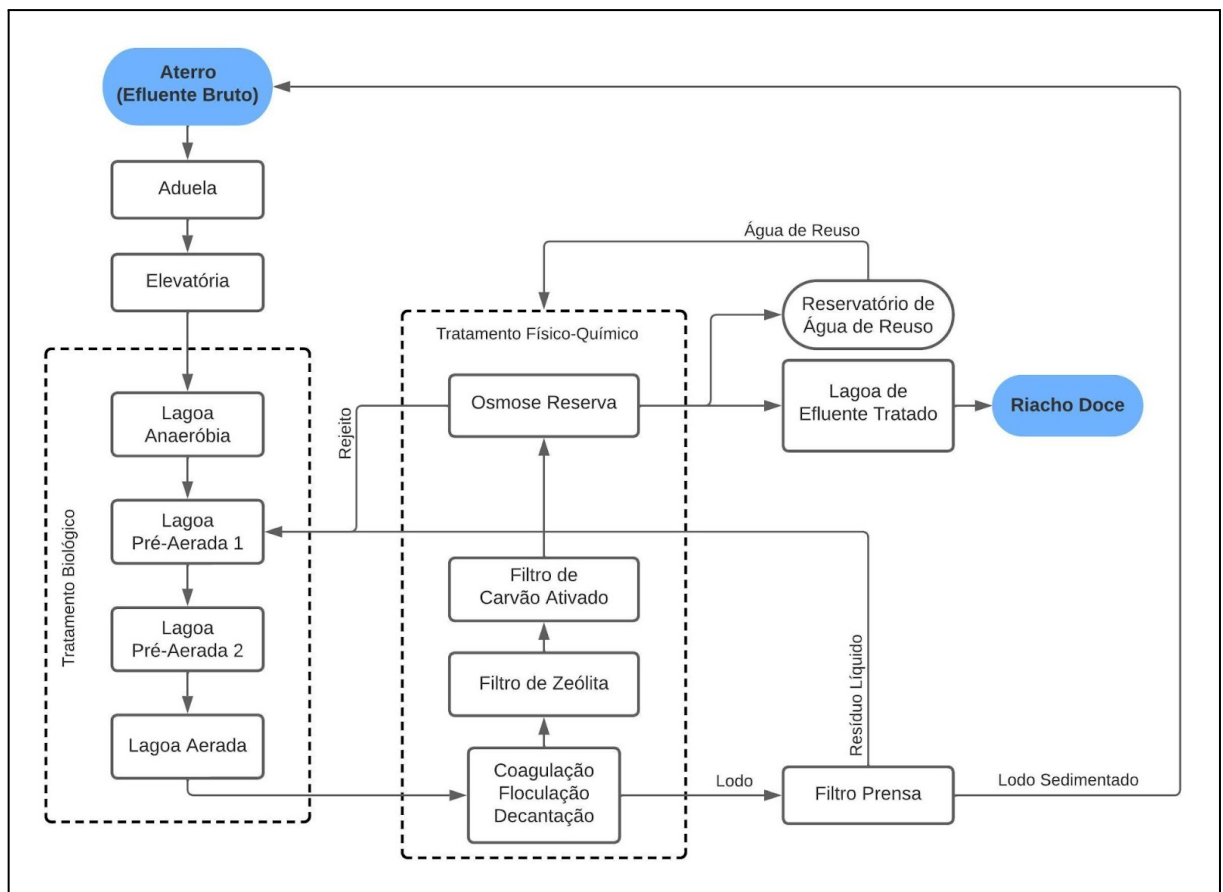 Aterro
(Efluente Bruto)
Aduela
Elevatória
Tratamento Biológico
Lagoa
Anaeróbia
Lagoa
Pré-Aerada 1
Lagoa
Pré-Aerada 2
Lagoa Aerada
Tratamento Físico-Químico
Osmose Reserva
Rejeito
Filtro de
Carvão Ativado
Filtro de Zeólita
Coagulação
Floculação
Decantação
Água de Reuso
Reservatório de
Água de Reuso
Lagoa de
Efluente Tratado
Riacho Doce
Resíduo Líquido
Lodo
Filtro Prensa
Lodo Sedimentado